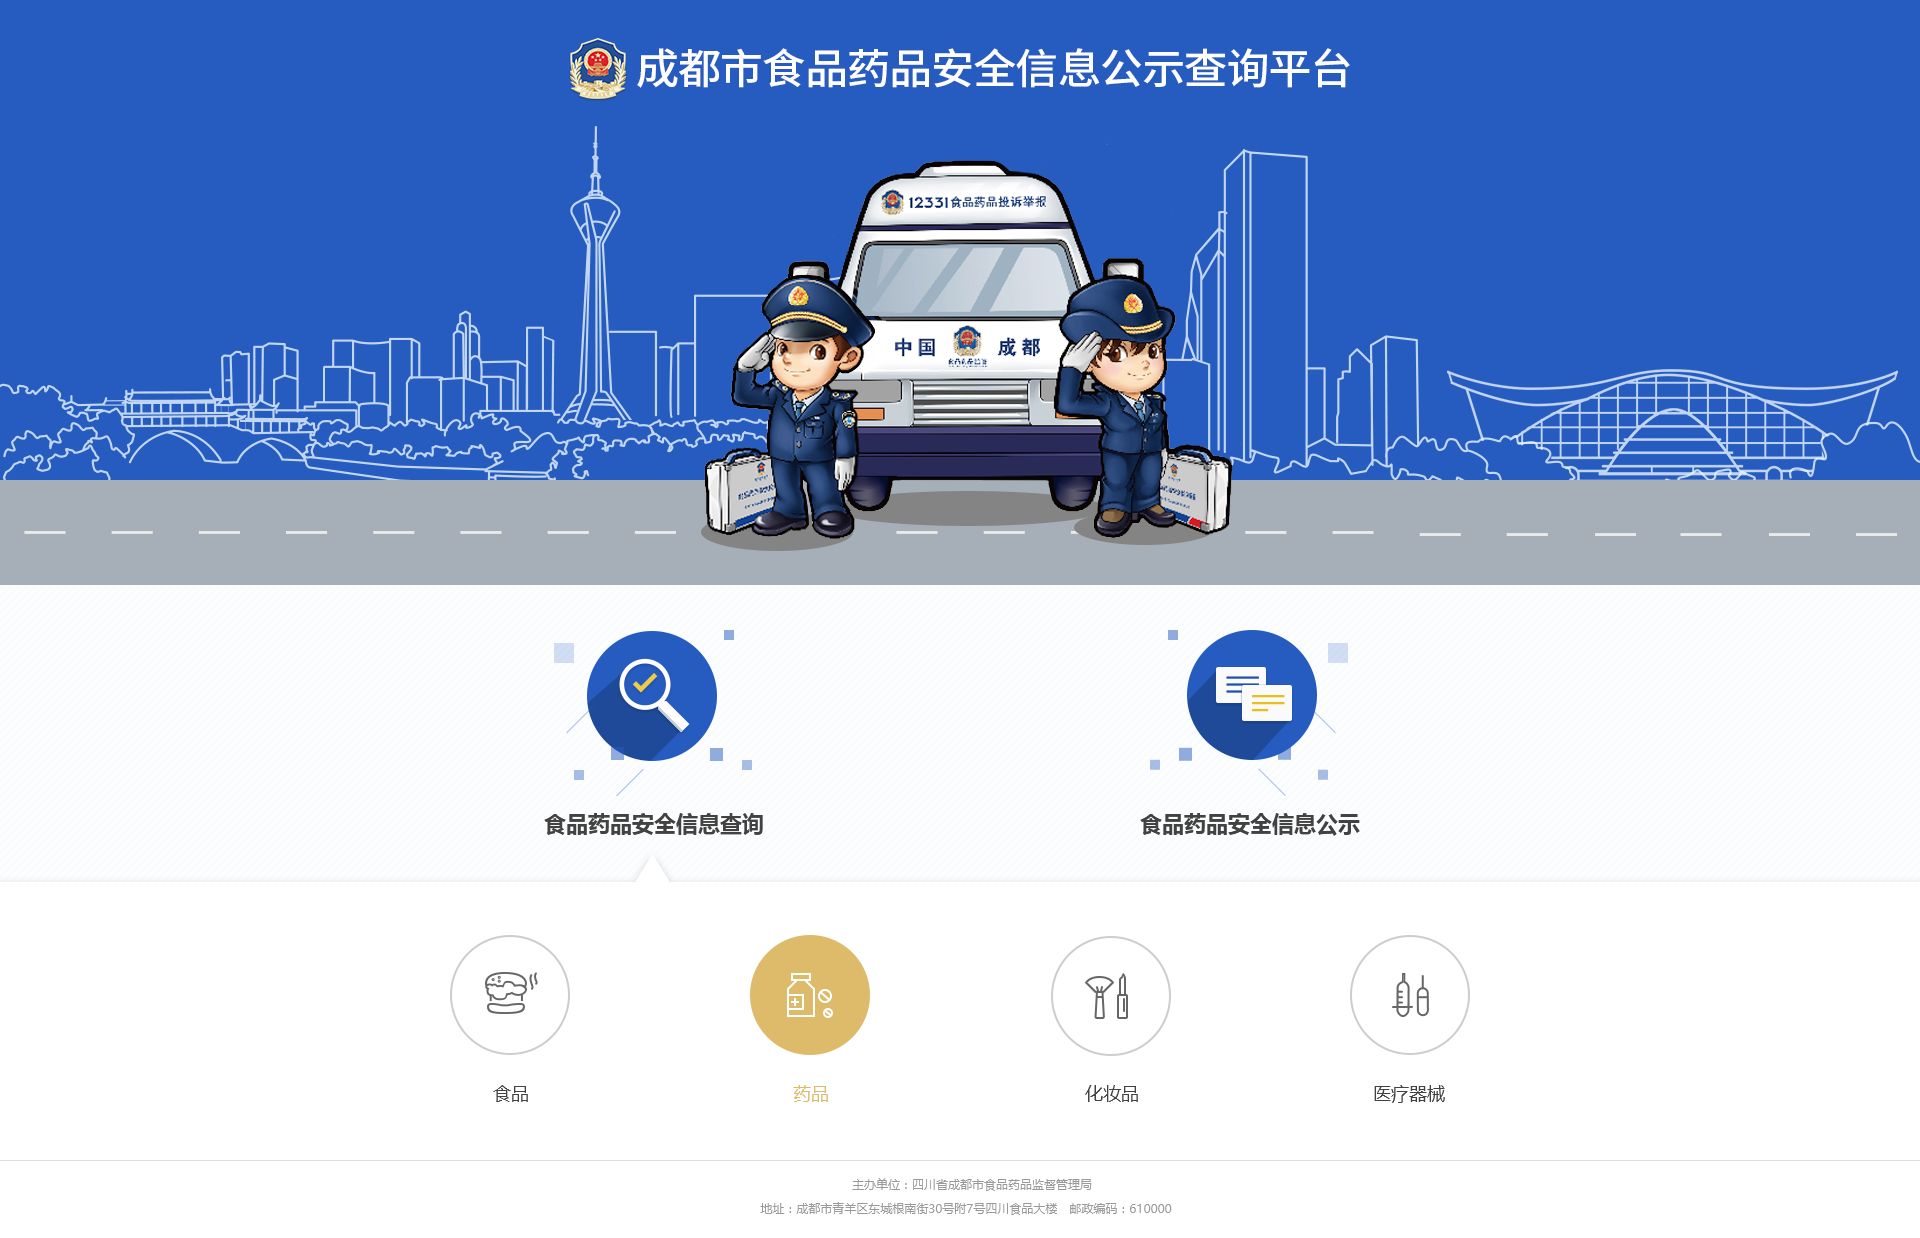 成都市食品药品安全信息公示查询平台
12331食品药品投诉举报
中国 成都
食品药品安全信息查询
食品药品安全信息公示
食品
药品
化妆品
医疗器械
主办单位：四川省成都市食品药品监督管理局
地址：成都市青羊区东城根南街30号附7号四川食品大楼 邮政编码：610000